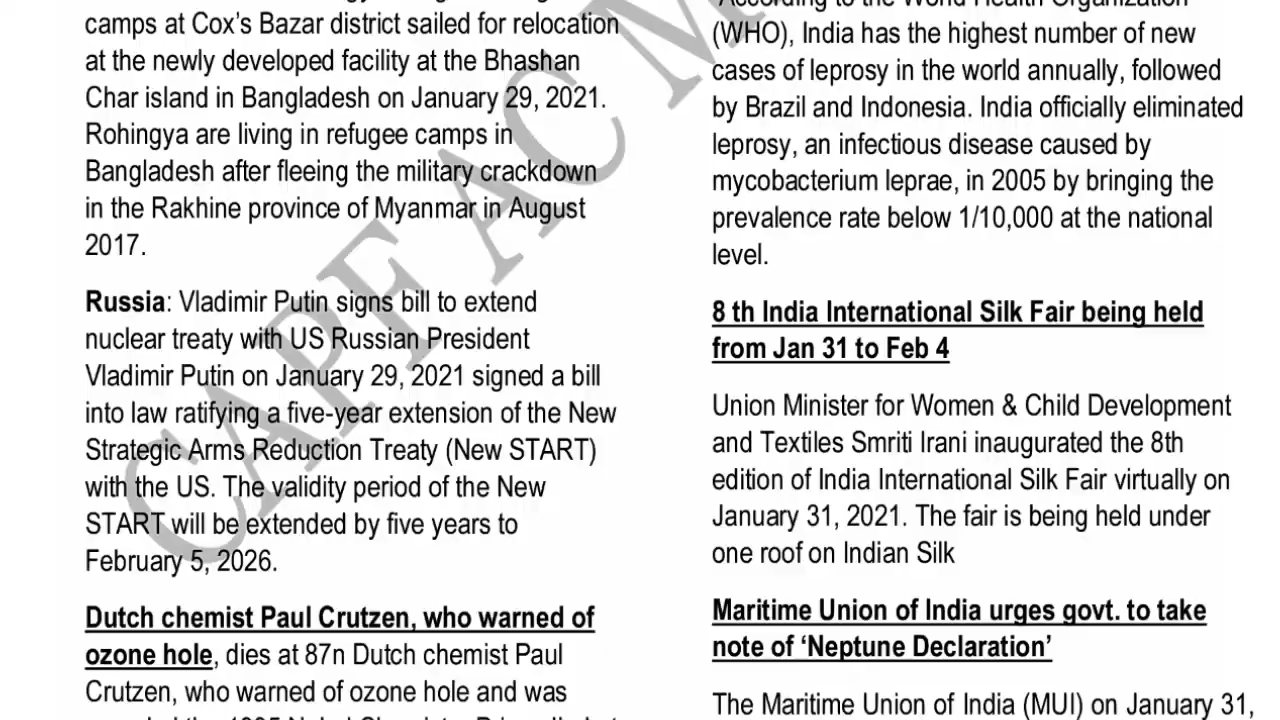 camps at Cox's Bazar district sailed for relocation
at the newly developed facility at the Bhashan
Char island in Bangladesh on January 29, 2021.
Rohingya are living in refugee camps in
Bangladesh after fleeing the military crackdown
in the Rakhine province of Myanmar in August
2017.
Russia: Vladimir Putin signs bill to extend
nuclear treaty with US Russian President
Vladimir Putin on January 29, 2021 signed a bill
into law ratifying a five-year extension of the New
Strategic Arms Reduction Treaty (New START)
with the US. The validity period of the New
START will be extended by five years to
February 5, 2026.
Dutch chemist Paul Crutzen, who warned of
ozone hole, dies at 87n Dutch chemist Paul
Crutzen, who warned of ozone hole and was
According to the World Health Organization
(WHO), India has the highest number of new
cases of leprosy in the world annually, followed
by Brazil and Indonesia. India officially eliminated
leprosy, an infectious disease caused by
mycobacterium leprae, in 2005 by bringing the
prevalence rate below 1/10,000 at the national
level.
8 th India International Silk Fair being held
from Jan 31 to Feb 4
Union Minister for Women & Child Development
and Textiles Smriti Irani inaugurated the 8th
edition of India International Silk Fair virtually on
January 31, 2021. The fair is being held under
one roof on Indian Silk
Maritime Union of India urges govt. to take
note of 'Neptune Declaration'
The Maritime Union of India (MUI) on January 31,
CAPF AC M